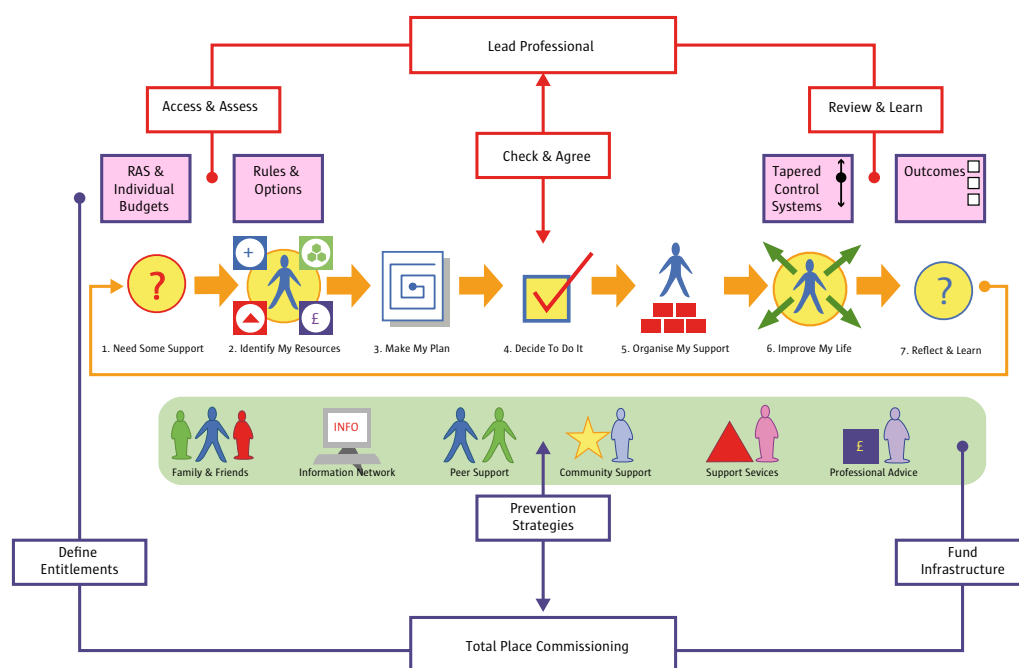 Lead Professional
Access & Assess
Review & Learn
Check & Agree
RAS &
Individual
Budgets
Rules &
Options
Tapered
Control
Systems
Outcomes
?
+
£
?
1. Need Some Support
2. Identify My Resources
3. Make My Plan
4. Decide To Do It
5. Organise My Support
6. Improve My Life
7. Reflect & Learn
INFO
£
Family & Friends
Information Network
Peer Support
Community Support
Support Sevices
Professional Advice
Prevention
Strategies
Define
Entitlements
Fund
Infrastructure
Total Place Commissioning